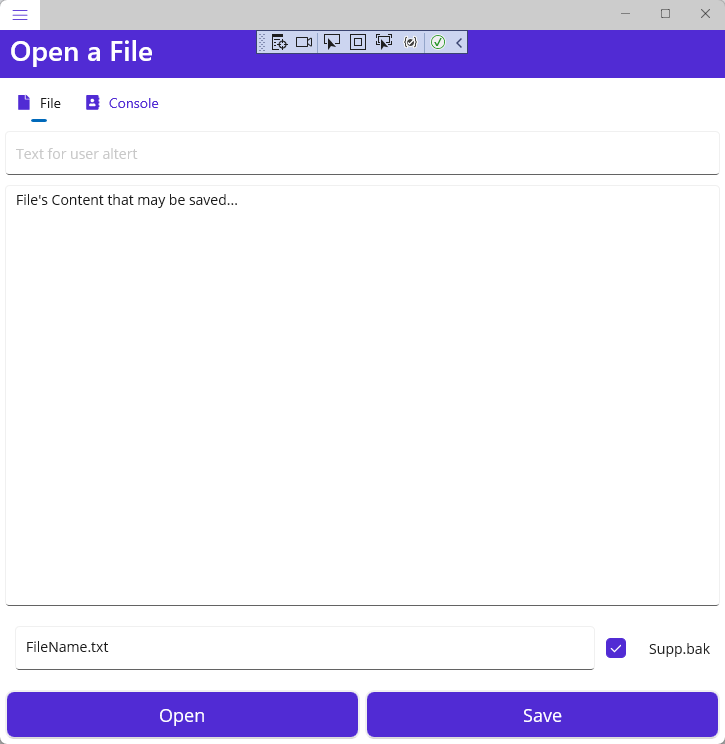 Open a File
File
Console
Text for user altert
File's Content that may be saved...
FileName.txt
Supp.bak
Open
Save